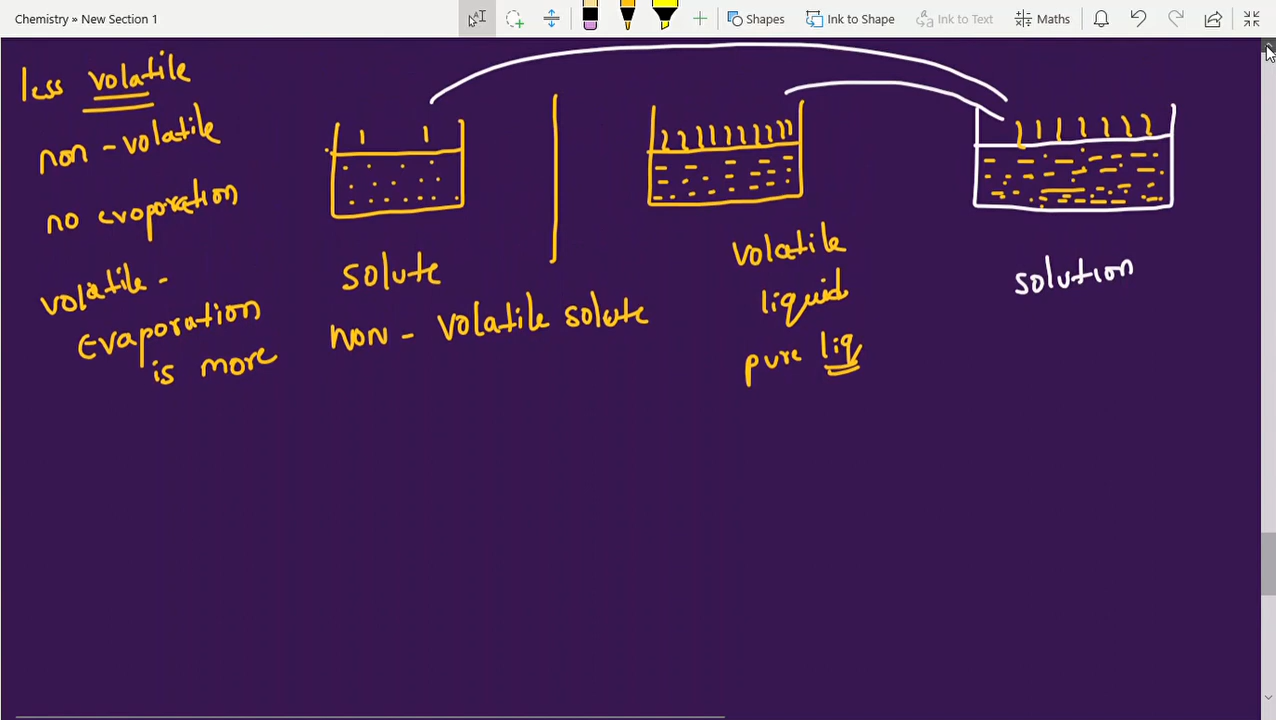 Chemistry » New Section 1
Shapes
Ink to Shape
Ink to Text
Maths
less volatile
non - volatile
no evoporation
volatile -
Evaporation
is more
solute
non - volatile solute
volatile
liquid
pure liq
solution